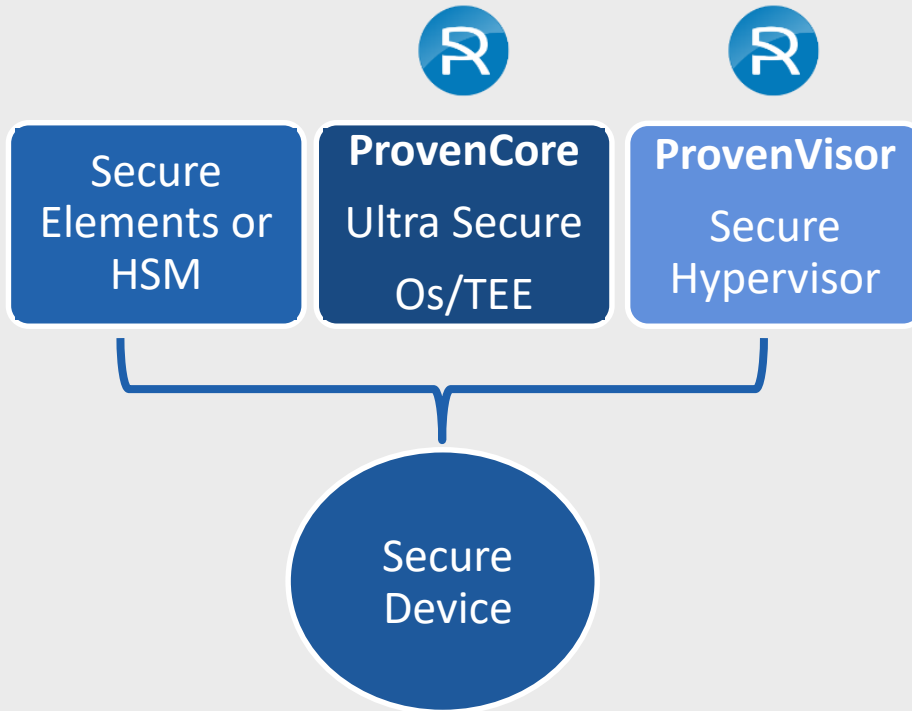 Secure
Elements or
HSM
ProvenCore
Ultra Secure
Os/TEE
ProvenVisor
Secure
Hypervisor
Secure
Device